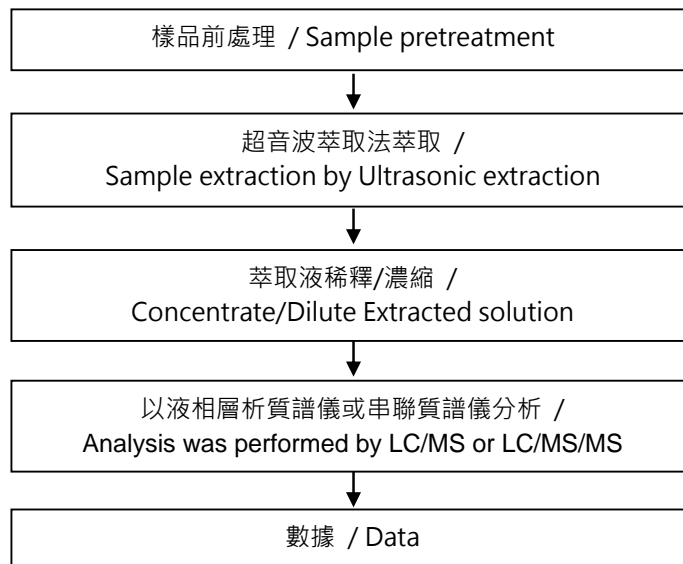 樣品前處理 / Sample pretreatment
超音波萃取法萃取 /
Sample extraction by Ultrasonic extraction
萃取液稀釋/濃縮 /
Concentrate/Dilute Extracted solution
以液相層析質譜儀或串聯質譜儀分析 /
Analysis was performed by LC/MS or LC/MS/MS
數據 / Data